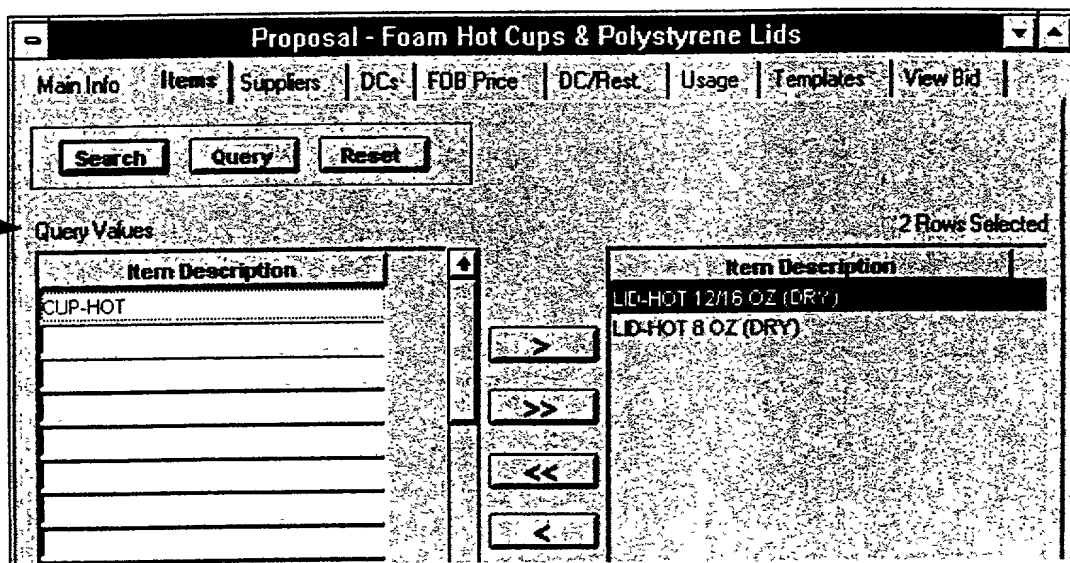 Proposal - Foam Hot Cups & Polystyrene Lids
Main Info Items Suppliers DCs FOB Price DC/Rest. Usage Templates View Bid
Search Query Reset
Query Values 2 Rows Selected
Item Description Item Description
CUP-HOT LID-HOT 12/16 OZ (DRY)
LID-HOT 8 OZ (DRY)
>
>>
<<
<